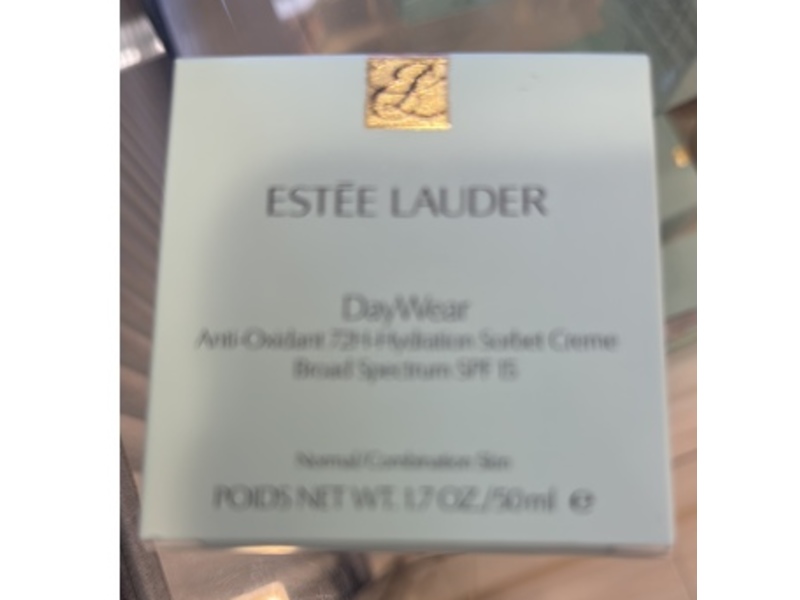 ESTĒE LAUDER
DayWear
Anti-Oxidant 72H-Hydration Sorbet Creme
Broad Spectrum SPF 15
Normal/Combination Skin
POIDS NET WT. 1.7 OZ./50ml ℮